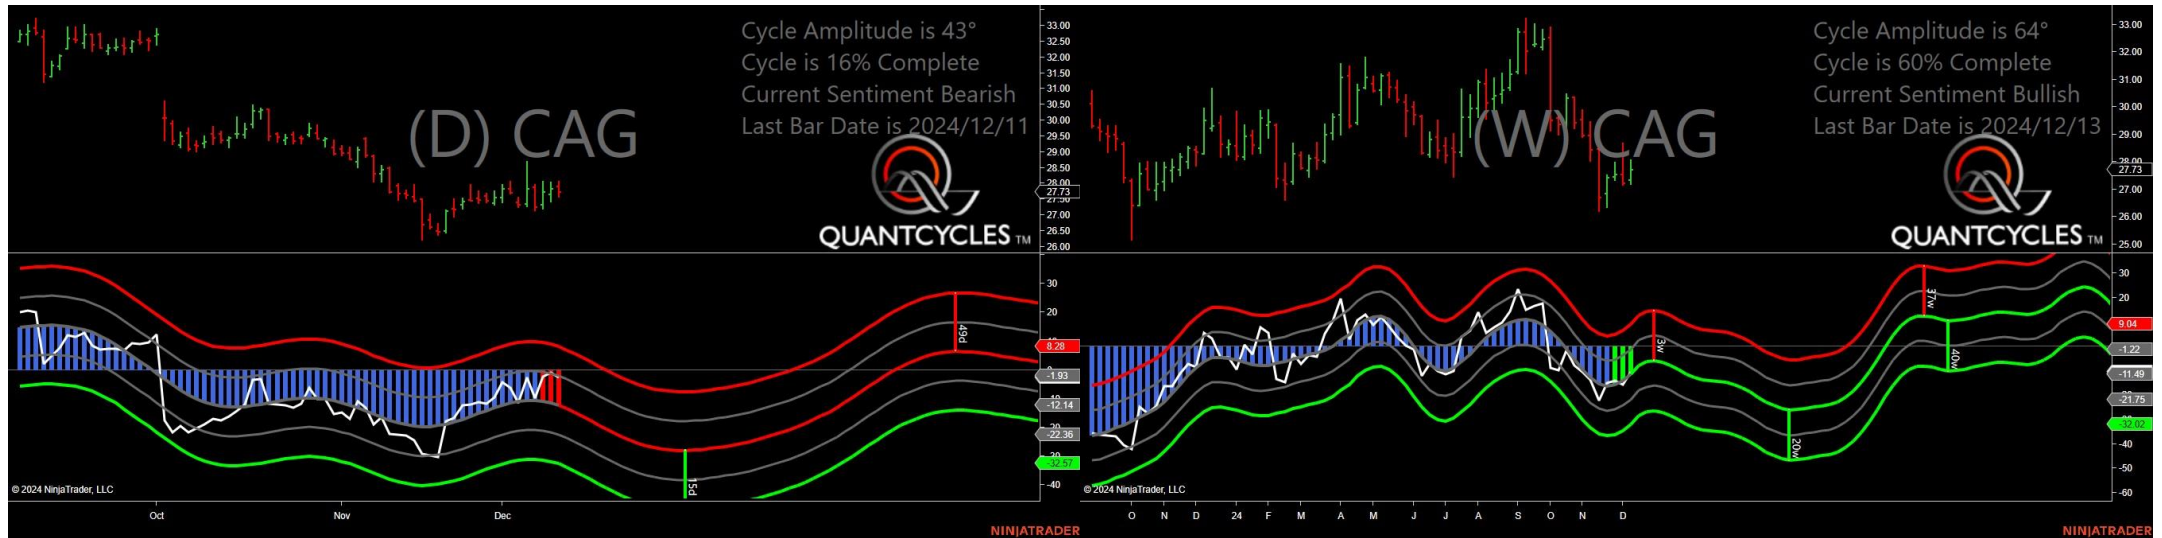 Cycle Amplitude is 43°
Cycle is 16% Complete
Current Sentiment Bearish
Last Bar Date is 2024/12/11
(D) CAG
QUANTCYCLES TM
33.00
32.50
32.00
31.50
31.00
30.50
30.00
29.50
29.00
28.50
28.00
27.73
27.50
27.00
26.50
26.00
30
20
8.28
-1.93
-12.14
-22.36
-32.57
-40
49d
15d
© 2024 NinjaTrader, LLC
Oct Nov Dec
NINJATRADER
Cycle Amplitude is 64°
Cycle is 60% Complete
Current Sentiment Bullish
Last Bar Date is 2024/12/13
(W) CAG
QUANTCYCLES TM
33.00
32.00
31.00
30.00
29.00
28.00
27.73
27.00
26.00
25.00
30
20
9.04
-1.22
-11.49
-21.75
-32.02
-40
-50
-60
3w
20w
37w
40w
© 2024 NinjaTrader, LLC
O N D 24 F M A M J J A S O N D
NINJATRADER